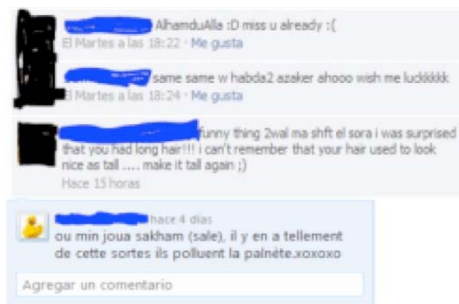 AlhamduAlla :D miss u already :(
El Martes a las 18:22 · Me gusta
same same w habda2 azaker ahooo wish me luckkkkk
El Martes a las 18:24 · Me gusta
funny thing 2wal ma shft el sora i was surprised
that you had long hair!!! i can't remember that your hair used to look
nice as tall .... make it tall again ;)
Hace 15 horas
hace 4 días
ou min joua sakham (sale), il y en a tellement
de cette sortes ils polluent la palnète.xoxoxo
Agregar un comentario